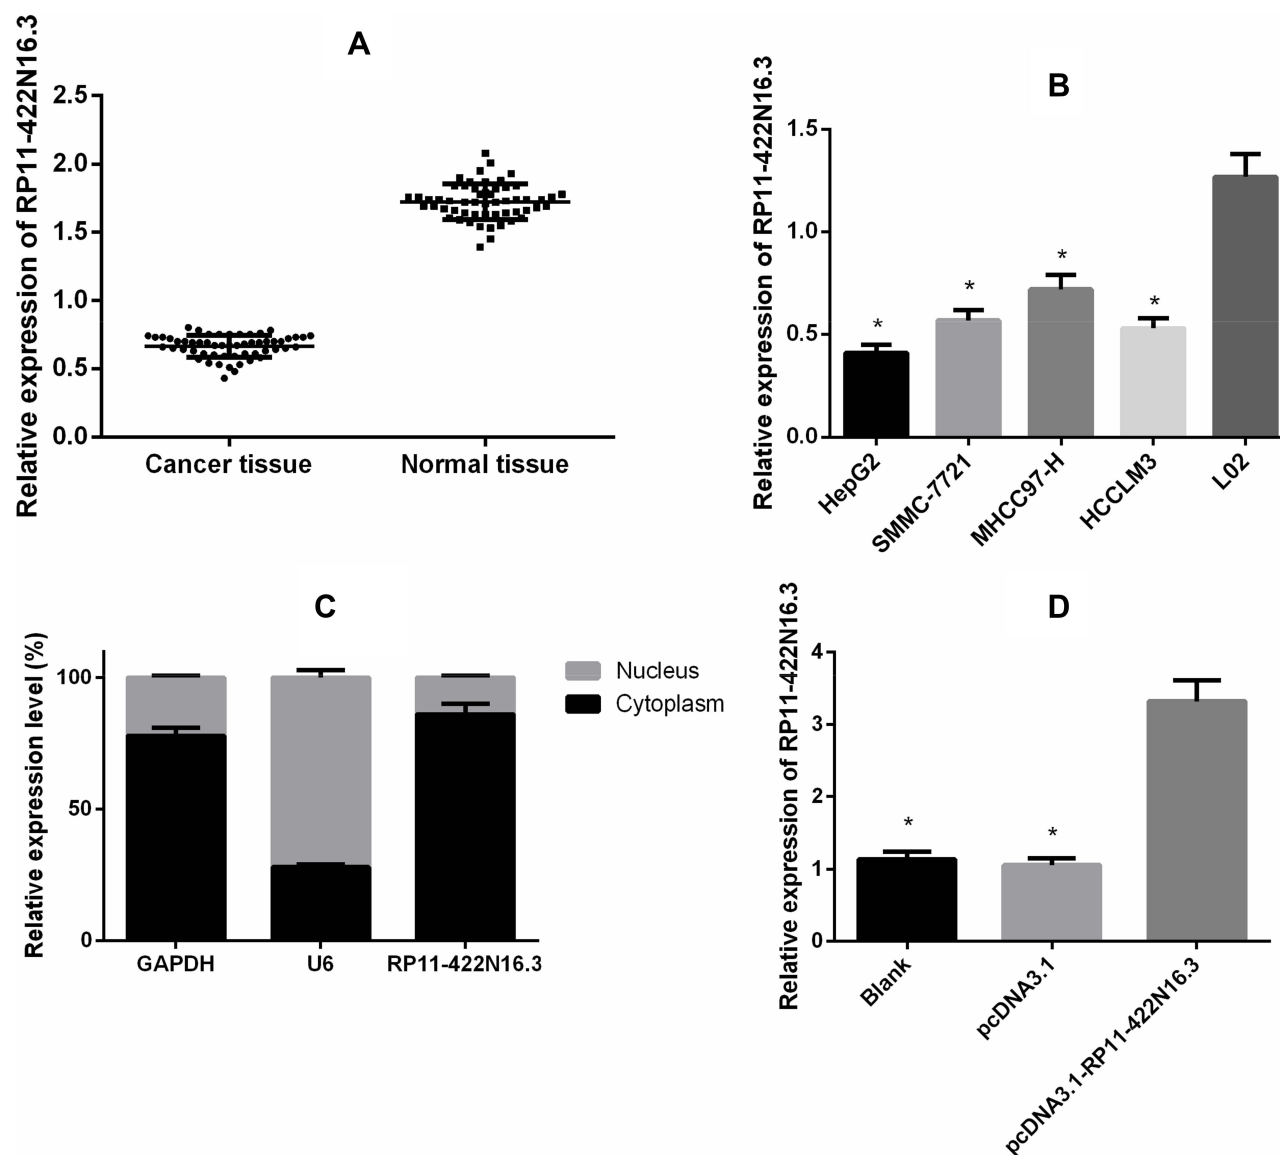 A
Relative expression of RP11-422N16.3
2.5
2.0
1.5
1.0
0.5
0.0
Cancer tissue
Normal tissue
B
Relative expression of RP11-422N16.3
1.5
1.0
0.5
0.0
*
*
*
*
HepG2
SMMC-7721
MHCC97-H
HCCLM3
L02
C
Relative expression level (%)
100
50
0
GAPDH
U6
RP11-422N16.3
Nucleus
Cytoplasm
D
Relative expression of RP11-422N16.3
4
3
2
1
0
*
*
Blank
pcDNA3.1
pcDNA3.1-RP11-422N16.3